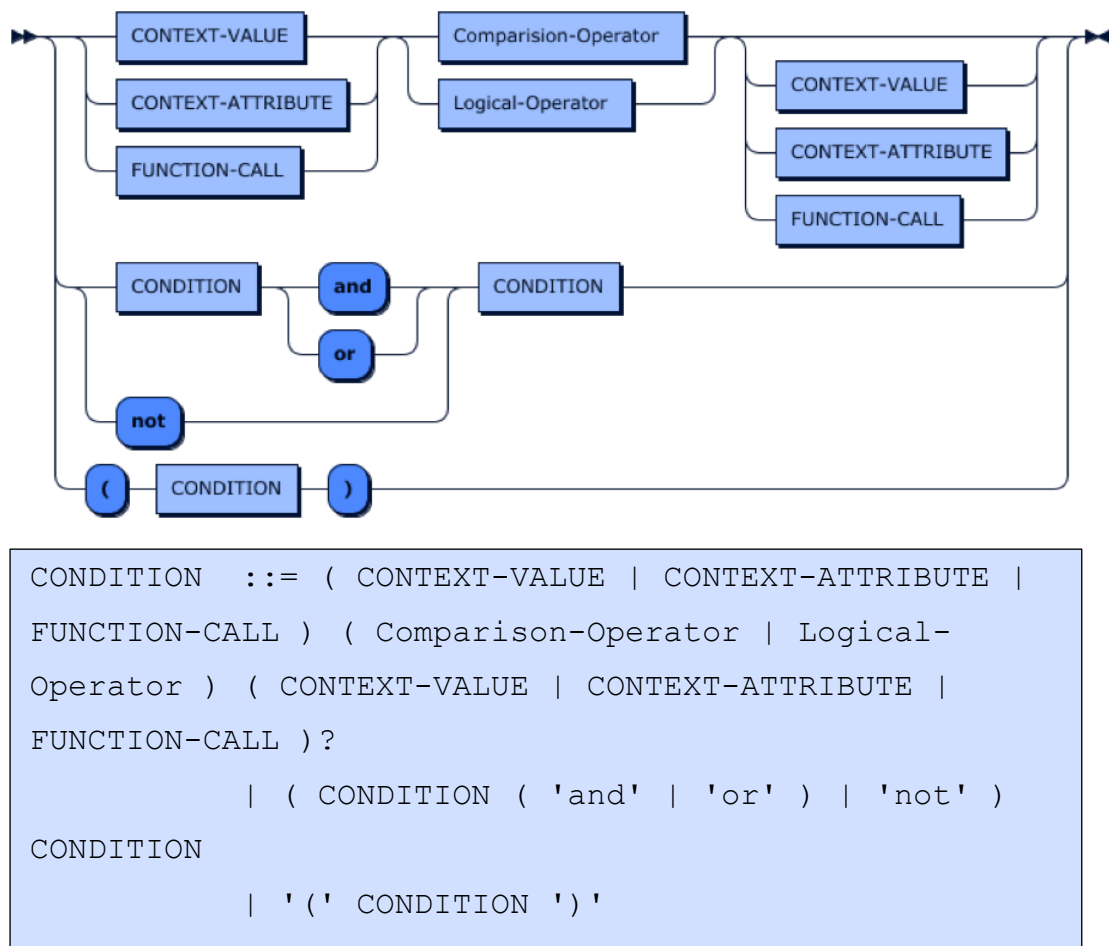 CONTEXT-VALUE Comparision-Operator
CONTEXT-VALUE
CONTEXT-ATTRIBUTE Logical-Operator
CONTEXT-ATTRIBUTE
FUNCTION-CALL
FUNCTION-CALL
CONDITION and CONDITION
or
not
( CONDITION )
CONDITION ::= ( CONTEXT-VALUE | CONTEXT-ATTRIBUTE |
FUNCTION-CALL ) ( Comparison-Operator | Logical-
Operator ) ( CONTEXT-VALUE | CONTEXT-ATTRIBUTE |
FUNCTION-CALL )?
| ( CONDITION ( 'and' | 'or' ) | 'not' )
CONDITION
| '(' CONDITION ')'